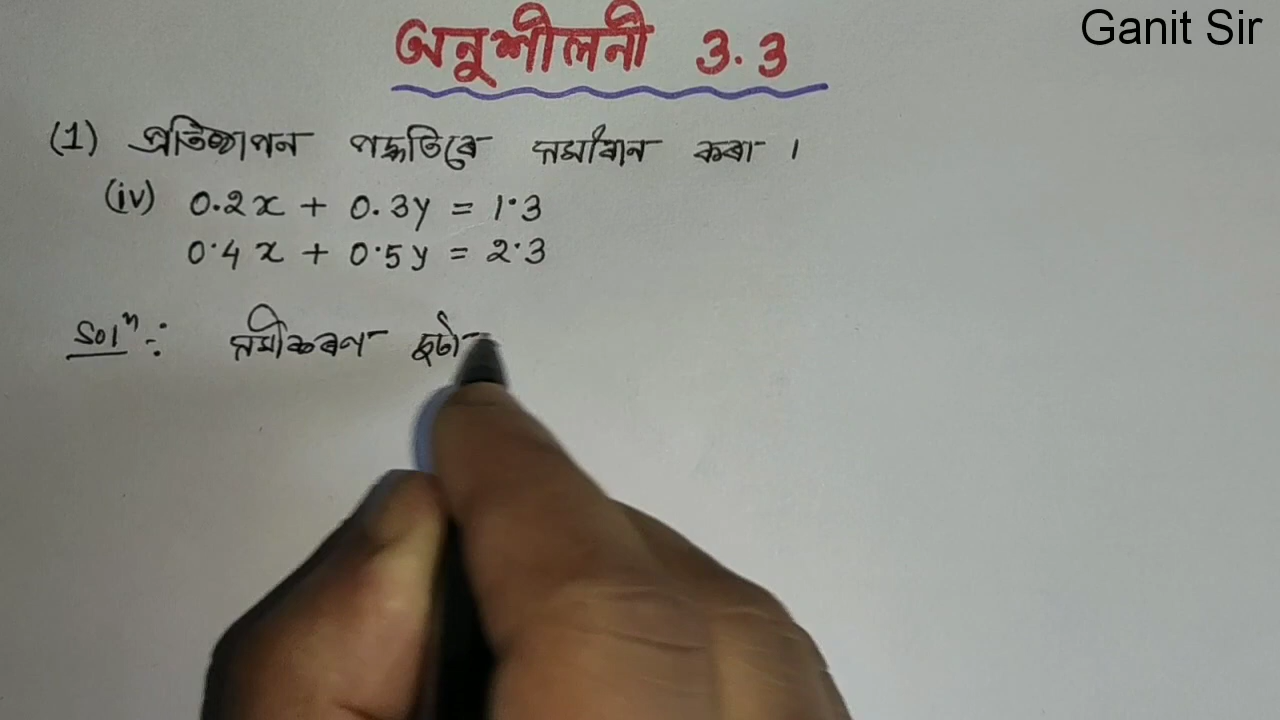 Ganit Sir
অনুশীলনী 3.3
(1) প্ৰতিস্থাপন পদ্ধতিৰে সমাধান কৰা ।
(iv) 0.2x + 0.3y = 1.3
0.4x + 0.5y = 2.3
Solⁿ: সমীকৰণ দুটা